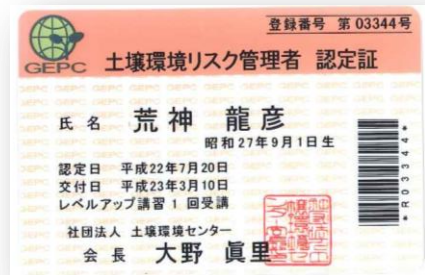 登録番号 第 03344号
GEPC
土壌環境リスク管理者 認定証
氏 名 荒神 龍彦
昭和27年9月1日生
認定日 平成22年7月20日
交付日 平成23年3月10日
レベルアップ講習 1 回受講
社団法人 土壌環境センター
会 長 大野 眞里
*R03344*